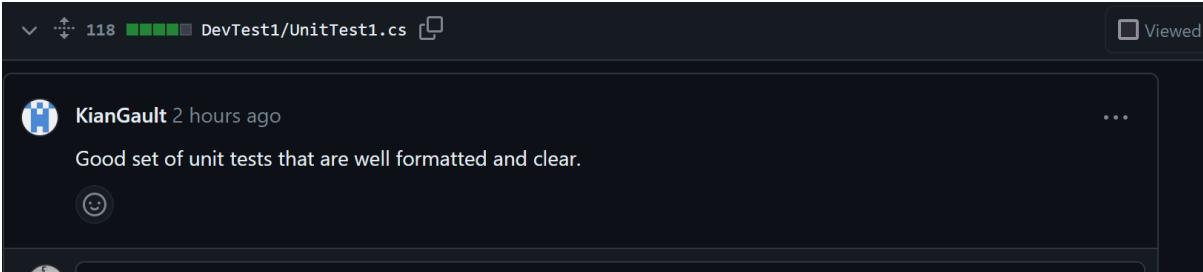 118 DevTest1/UnitTest1.cs Viewed
KianGault 2 hours ago
Good set of unit tests that are well formatted and clear.